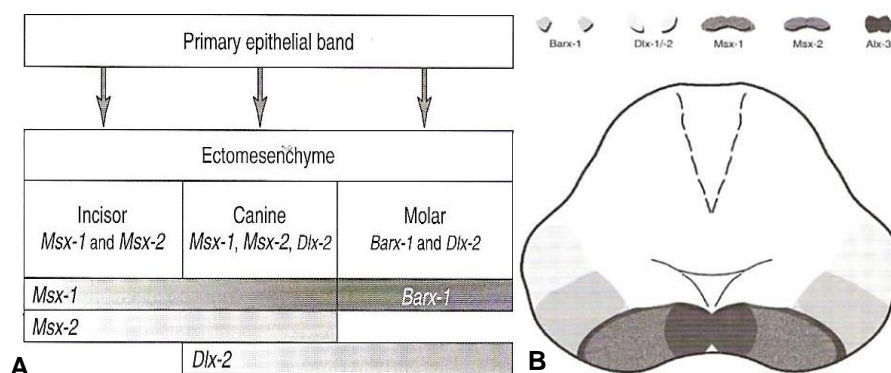 Primary epithelial band
Ectomesenchyme
Incisor
Msx-1 and Msx-2
Canine
Msx-1, Msx-2, Dlx-2
Molar
Barx-1 and Dlx-2
Msx-1
Barx-1
Msx-2
Dlx-2
A
Barx-1 Dlx-1/-2 Msx-1 Msx-2 Alx-3
B